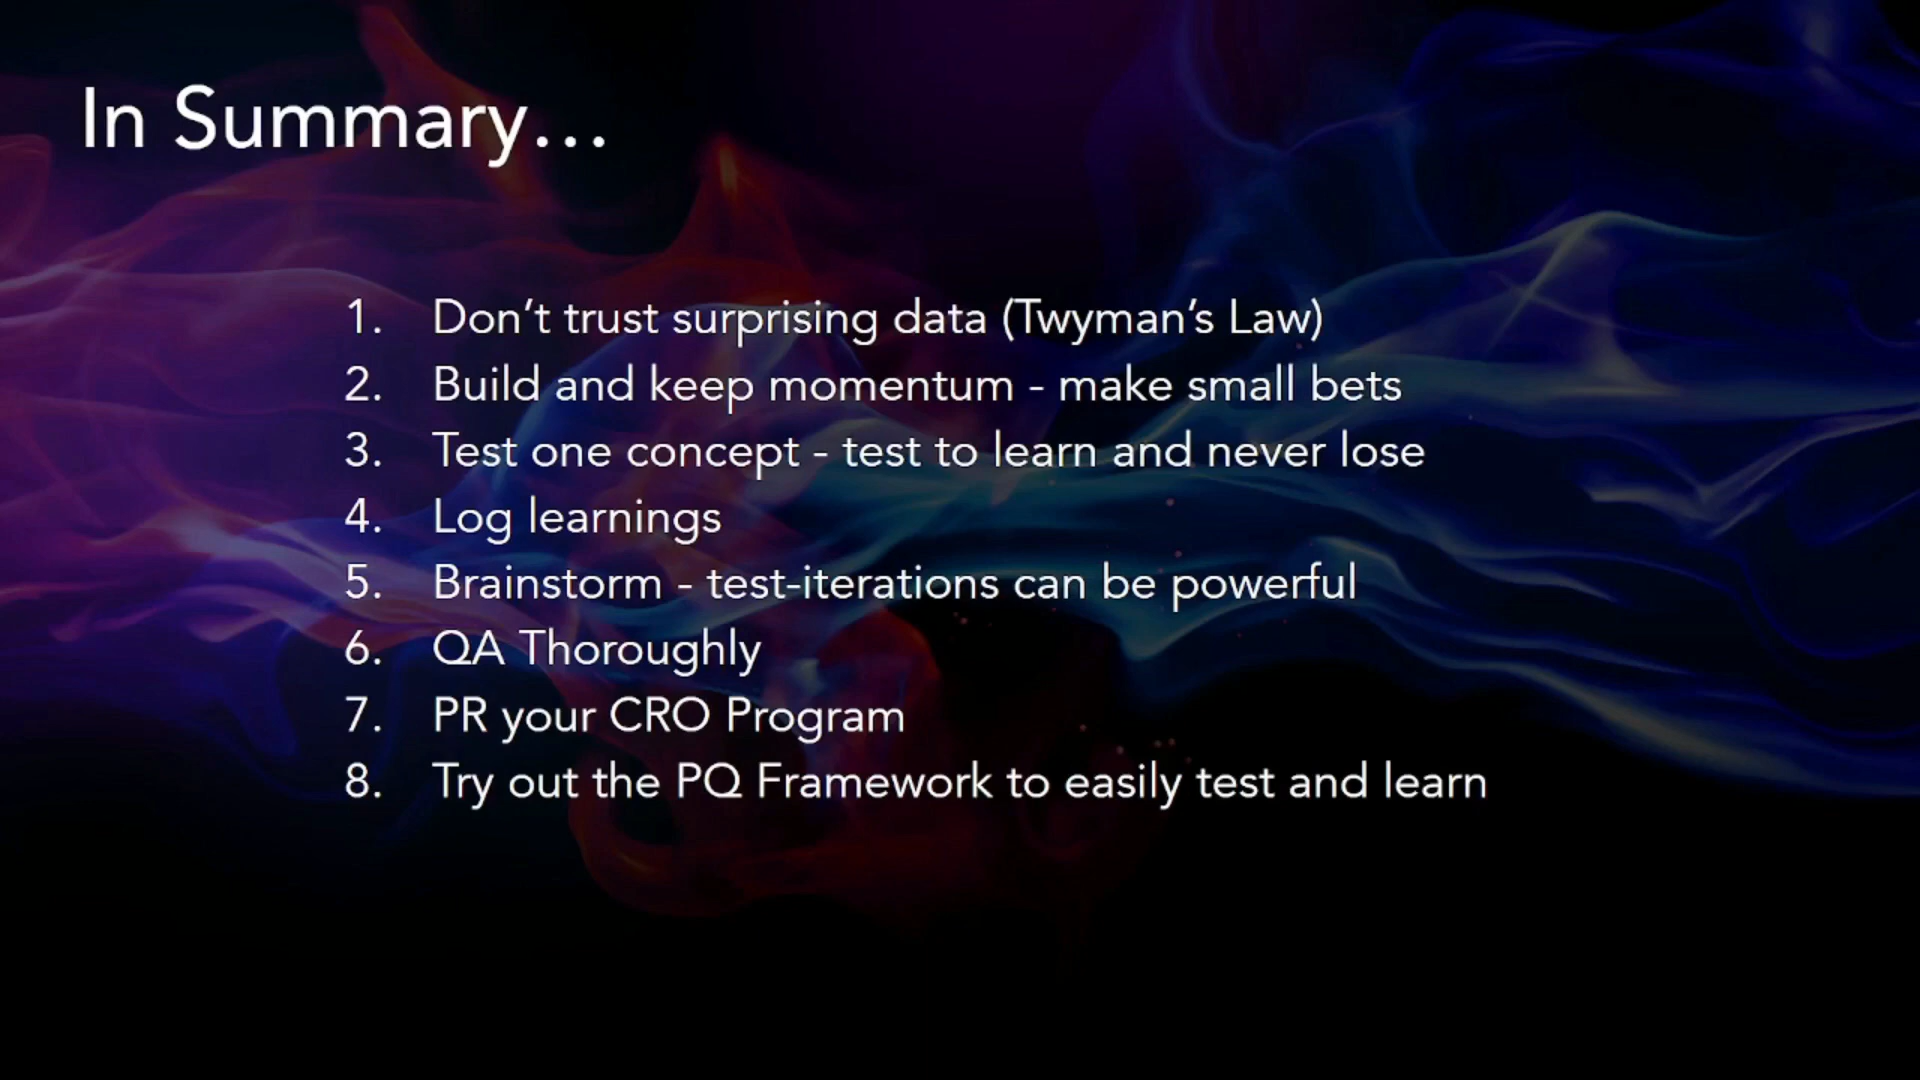 In Summary…
1. Don’t trust surprising data (Twyman’s Law)
2. Build and keep momentum - make small bets
3. Test one concept - test to learn and never lose
4. Log learnings
5. Brainstorm - test-iterations can be powerful
6. QA Thoroughly
7. PR your CRO Program
8. Try out the PQ Framework to easily test and learn